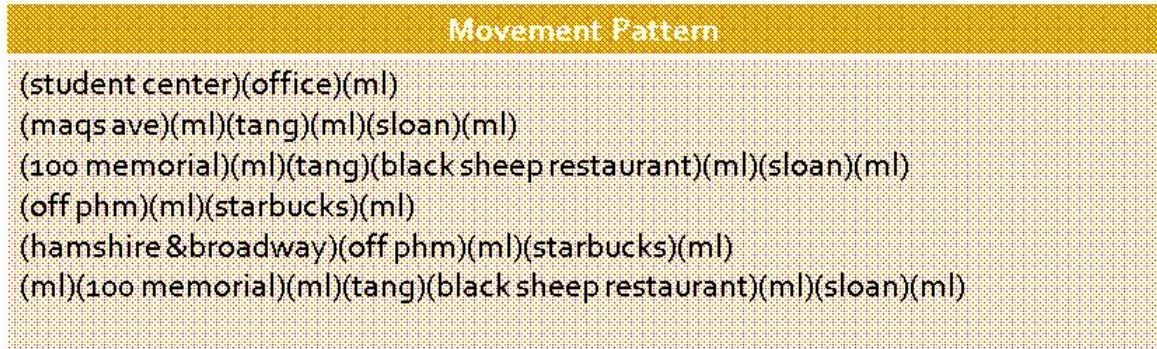 Movement Pattern
(student center)(office)(ml)
(maqs ave)(ml)(tang)(ml)(sloan)(ml)
(100 memorial)(ml)(tang)(black sheep restaurant)(ml)(sloan)(ml)
(off phm)(ml)(starbucks)(ml)
(hamshire &broadway)(off phm)(ml)(starbucks)(ml)
(ml)(100 memorial)(ml)(tang)(black sheep restaurant)(ml)(sloan)(ml)